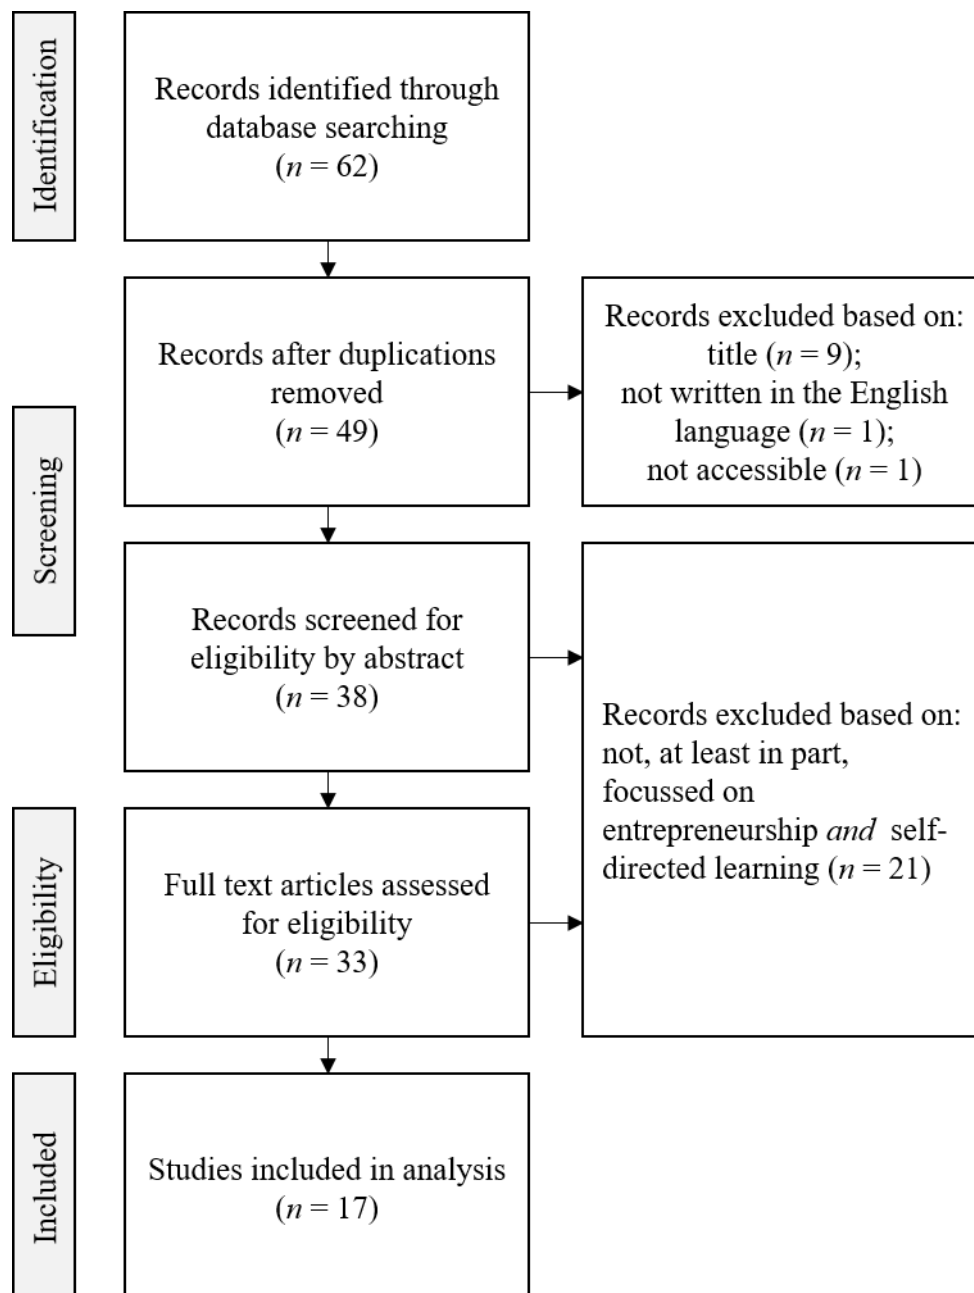 Identification
Records identified through
database searching
(n = 62)
Screening
Records after duplications
removed
(n = 49)
Records excluded based on:
title (n = 9);
not written in the English
language (n = 1);
not accessible (n = 1)
Records screened for
eligibility by abstract
(n = 38)
Records excluded based on:
not, at least in part,
focussed on
entrepreneurship and self-
directed learning (n = 21)
Eligibility
Full text articles assessed
for eligibility
(n = 33)
Included
Studies included in analysis
(n = 17)